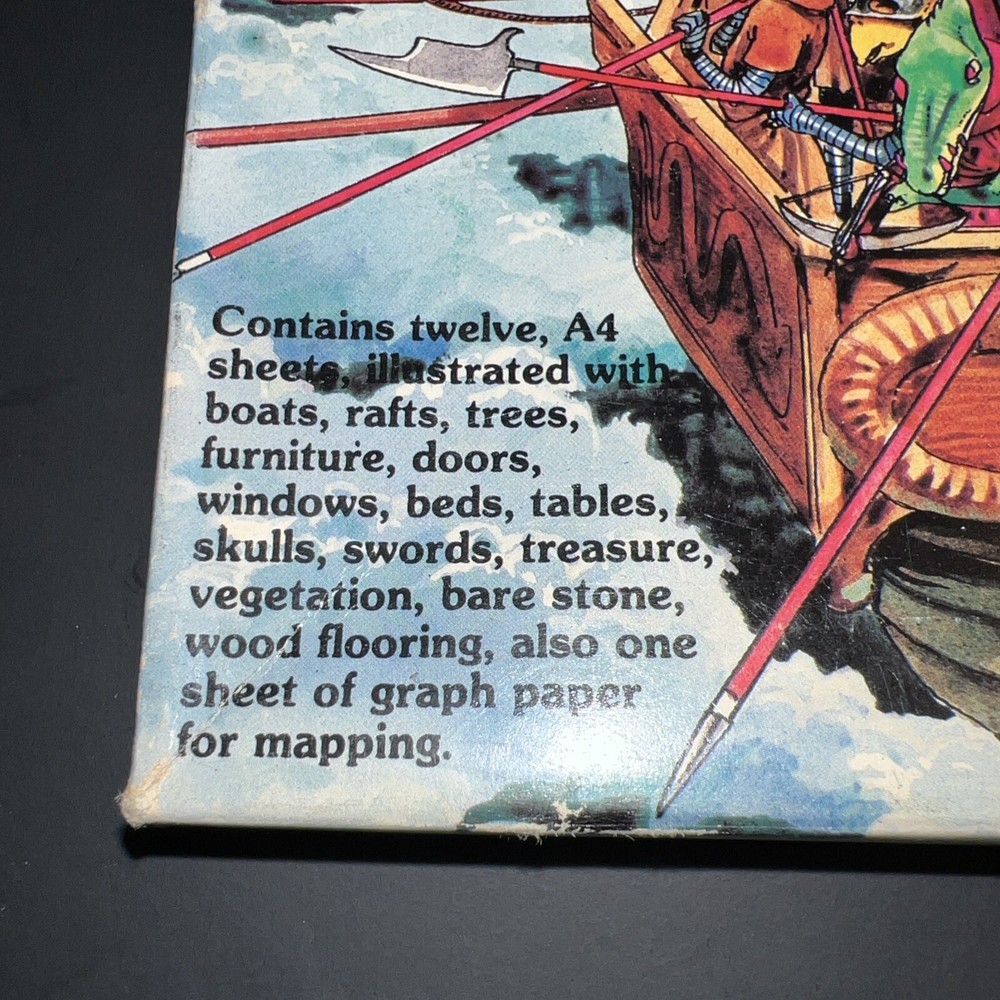 Contains twelve, A4
sheets, illustrated with
boats, rafts, trees,
furniture, doors,
windows, beds, tables,
skulls, swords, treasure,
vegetation, bare stone,
wood flooring, also one
sheet of graph paper
for mapping.